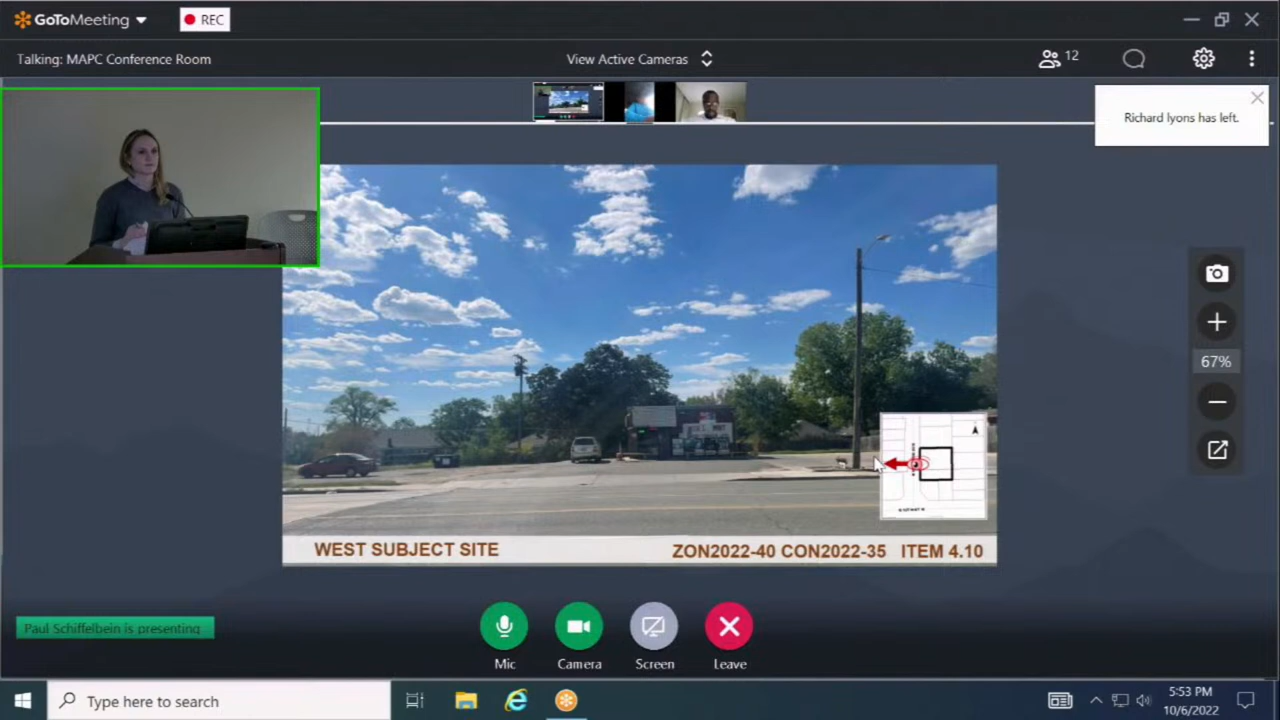 GoToMeeting
REC
Talking: MAPC Conference Room
View Active Cameras
12
Richard lyons has left.
67%
WEST SUBJECT SITE
ZON2022-40 CON2022-35 ITEM 4.10
Paul Schiffelbein is presenting
Mic
Camera
Screen
Leave
Type here to search
5:53 PM
10/6/2022